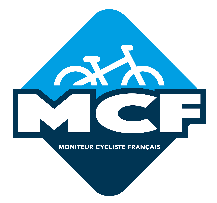 MCF
MONITEUR CYCLISTE FRANÇAIS